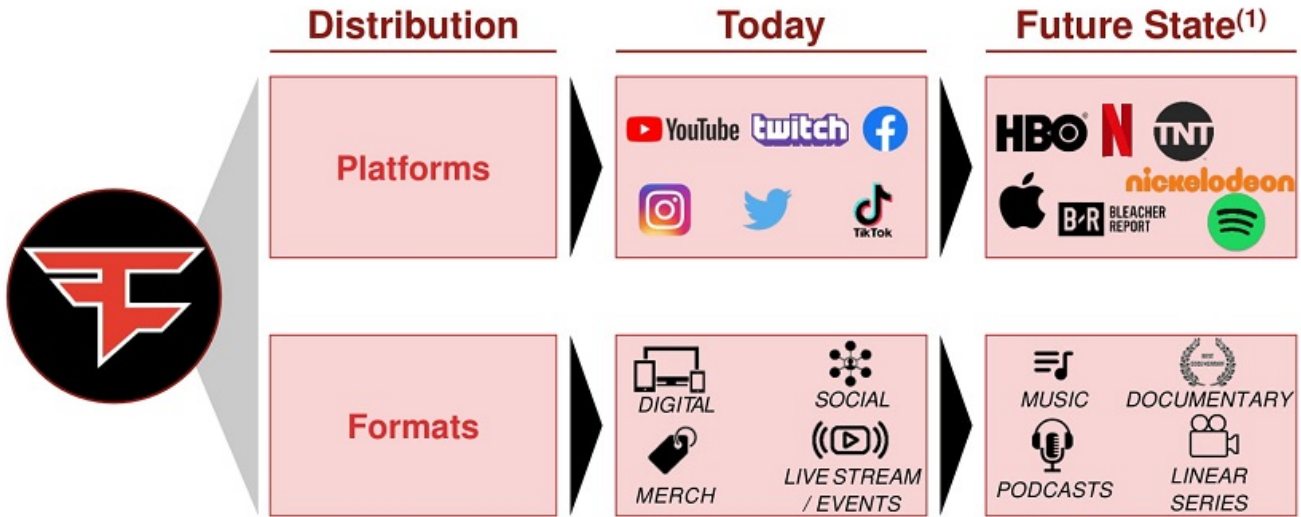 Distribution
Today
Future State(1)
Platforms
YouTube
twitch
TikTok
HBO
N
TNT
nickelodeon
B/R BLEACHER
REPORT
Formats
DIGITAL
SOCIAL
MERCH
LIVE STREAM
/ EVENTS
MUSIC
DOCUMENTARY
PODCASTS
LINEAR
SERIES